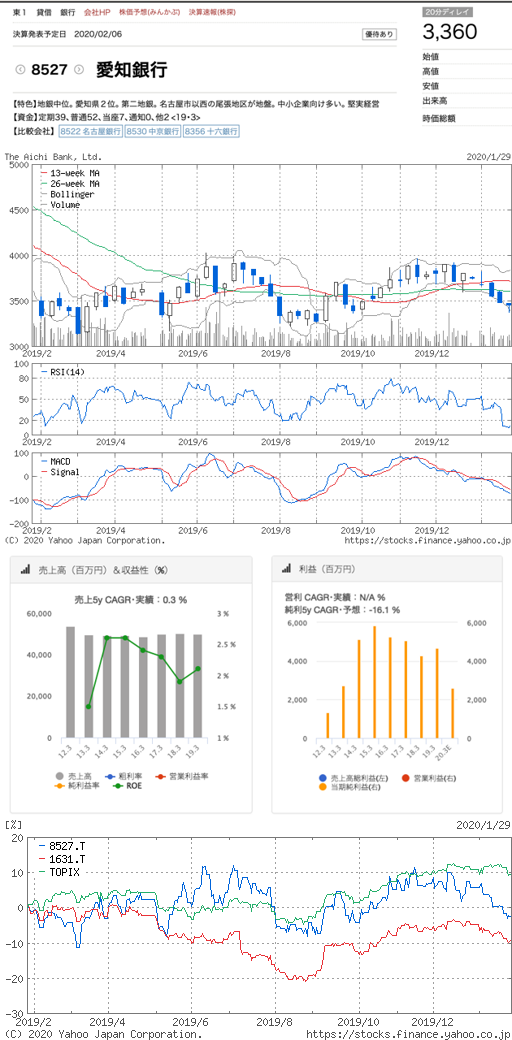 東1 貸借 銀行 会社HP 株価予想(みんかぶ) 決算速報(株探)
20分ディレイ
決算発表予定日 2020/02/06
優待あり
3,360
8527 愛知銀行
始値
高値
安値
出来高
時価総額
【特色】地銀中位。愛知県2位。第二地銀。名古屋市以西の尾張地区が地盤。中小企業向け多い。堅実経営
【資金】定期39、普通52、当座7、通知0、他2<19・3>
【比較会社】 8522 名古屋銀行 8530 中京銀行 8356 十六銀行
The Aichi Bank, Ltd. 2020/1/29
5000
13-week MA
26-week MA
Bollinger
Volume
4500
4000
3500
3000
2019/2 2019/4 2019/6 2019/8 2019/10 2019/12
100
RSI(14)
50
0
2019/2 2019/4 2019/6 2019/8 2019/10 2019/12
100
MACD
Signal
0
-100
-200
2019/2 2019/4 2019/6 2019/8 2019/10 2019/12
(C) 2020 Yahoo Japan Corporation. https://stocks.finance.yahoo.co.jp
売上高（百万円）＆収益性（%）
売上5y CAGR・実績：0.3 %
60,000 3 %
2.5 %
40,000
2 %
20,000
1.5 %
0 1 %
12.3 13.3 14.3 15.3 16.3 17.3 18.3 19.3
売上高 粗利率 営業利益率
純利益率 ROE
利益（百万円）
営利 CAGR・実績：N/A %
純利5y CAGR・予想：-16.1 %
6,000 6,000
4,000 4,000
2,000 2,000
0 0
12.3 13.3 14.3 15.3 16.3 17.3 18.3 19.3 20.3E
売上高総利益(左) 営業利益(右)
当期純利益(右)
[%] 2020/1/29
20
8527.T
1631.T
TOPIX
10
0
-10
-20
-30
2019/2 2019/4 2019/6 2019/8 2019/10 2019/12
(C) 2020 Yahoo Japan Corporation. https://stocks.finance.yahoo.co.jp